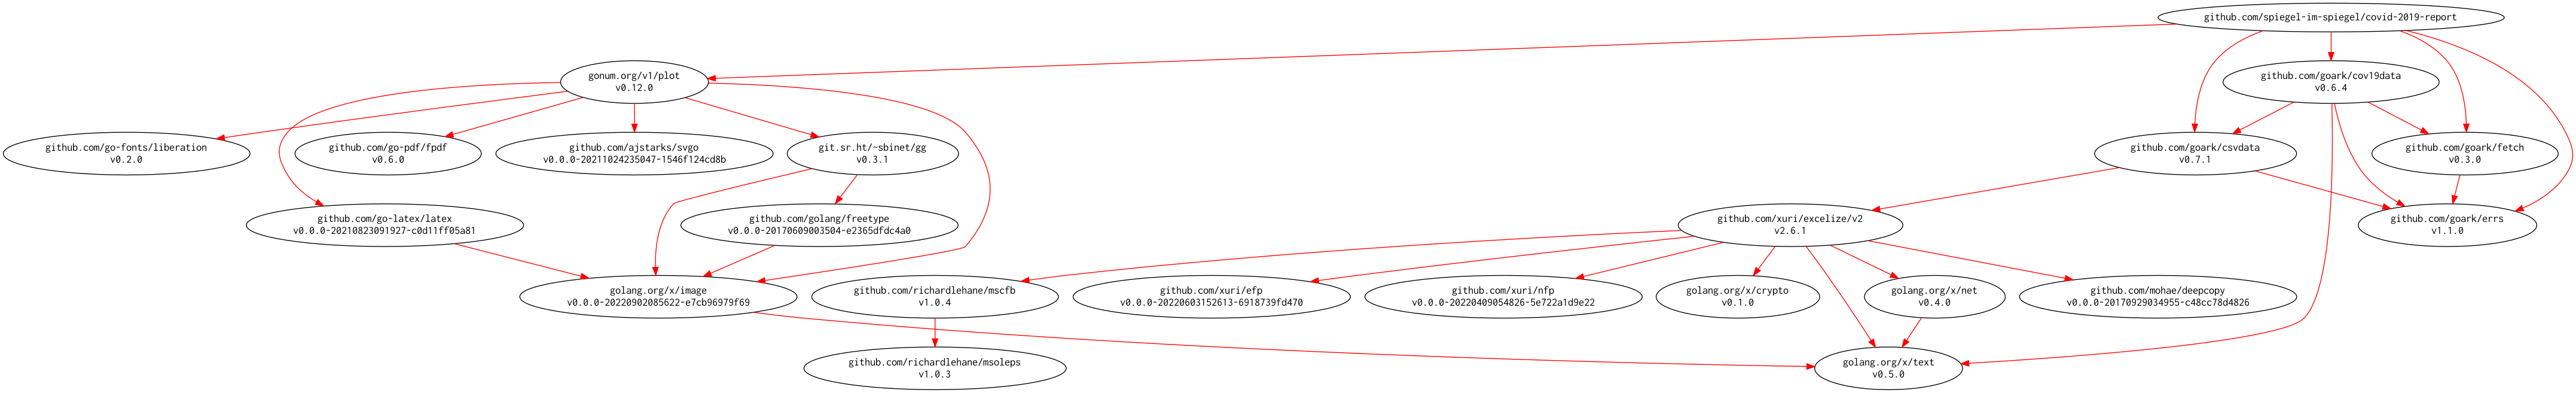 github.com/spiegel-im-spiegel/covid-2019-report
gonum.org/v1/plot
v0.12.0
github.com/goark/cov19data
v0.6.4
github.com/go-fonts/liberation
v0.2.0
github.com/go-pdf/fpdf
v0.6.0
github.com/ajstarks/svgo
v0.0.0-20211024235047-1546f124cd8b
git.sr.ht/~sbinet/gg
v0.3.1
github.com/goark/csvdata
v0.7.1
github.com/goark/fetch
v0.3.0
github.com/go-latex/latex
v0.0.0-20210823091927-c0d11ff05a81
github.com/golang/freetype
v0.0.0-20170609003504-e2365dfdc4a0
github.com/xuri/excelize/v2
v2.6.1
github.com/goark/errs
v1.1.0
golang.org/x/image
v0.0.0-20220902085622-e7cb96979f69
github.com/richardlehane/mscfb
v1.0.4
github.com/xuri/efp
v0.0.0-20220603152613-6918739fd470
github.com/xuri/nfp
v0.0.0-20220409054826-5e722a1d9e22
golang.org/x/crypto
v0.1.0
golang.org/x/net
v0.4.0
github.com/mohae/deepcopy
v0.0.0-20170929034955-c48cc78d4826
github.com/richardlehane/msoleps
v1.0.3
golang.org/x/text
v0.5.0